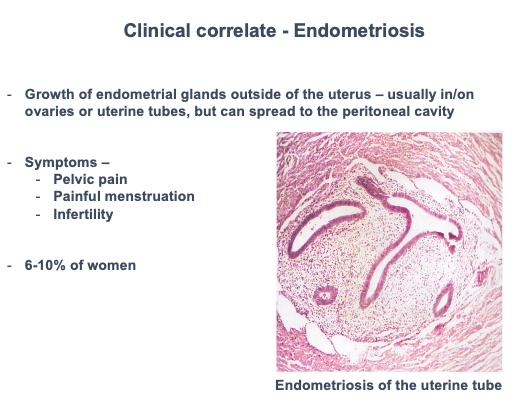 Clinical correlate - Endometriosis
- Growth of endometrial glands outside of the uterus – usually in/on
ovaries or uterine tubes, but can spread to the peritoneal cavity
- Symptoms –
- Pelvic pain
- Painful menstruation
- Infertility
- 6-10% of women
Endometriosis of the uterine tube